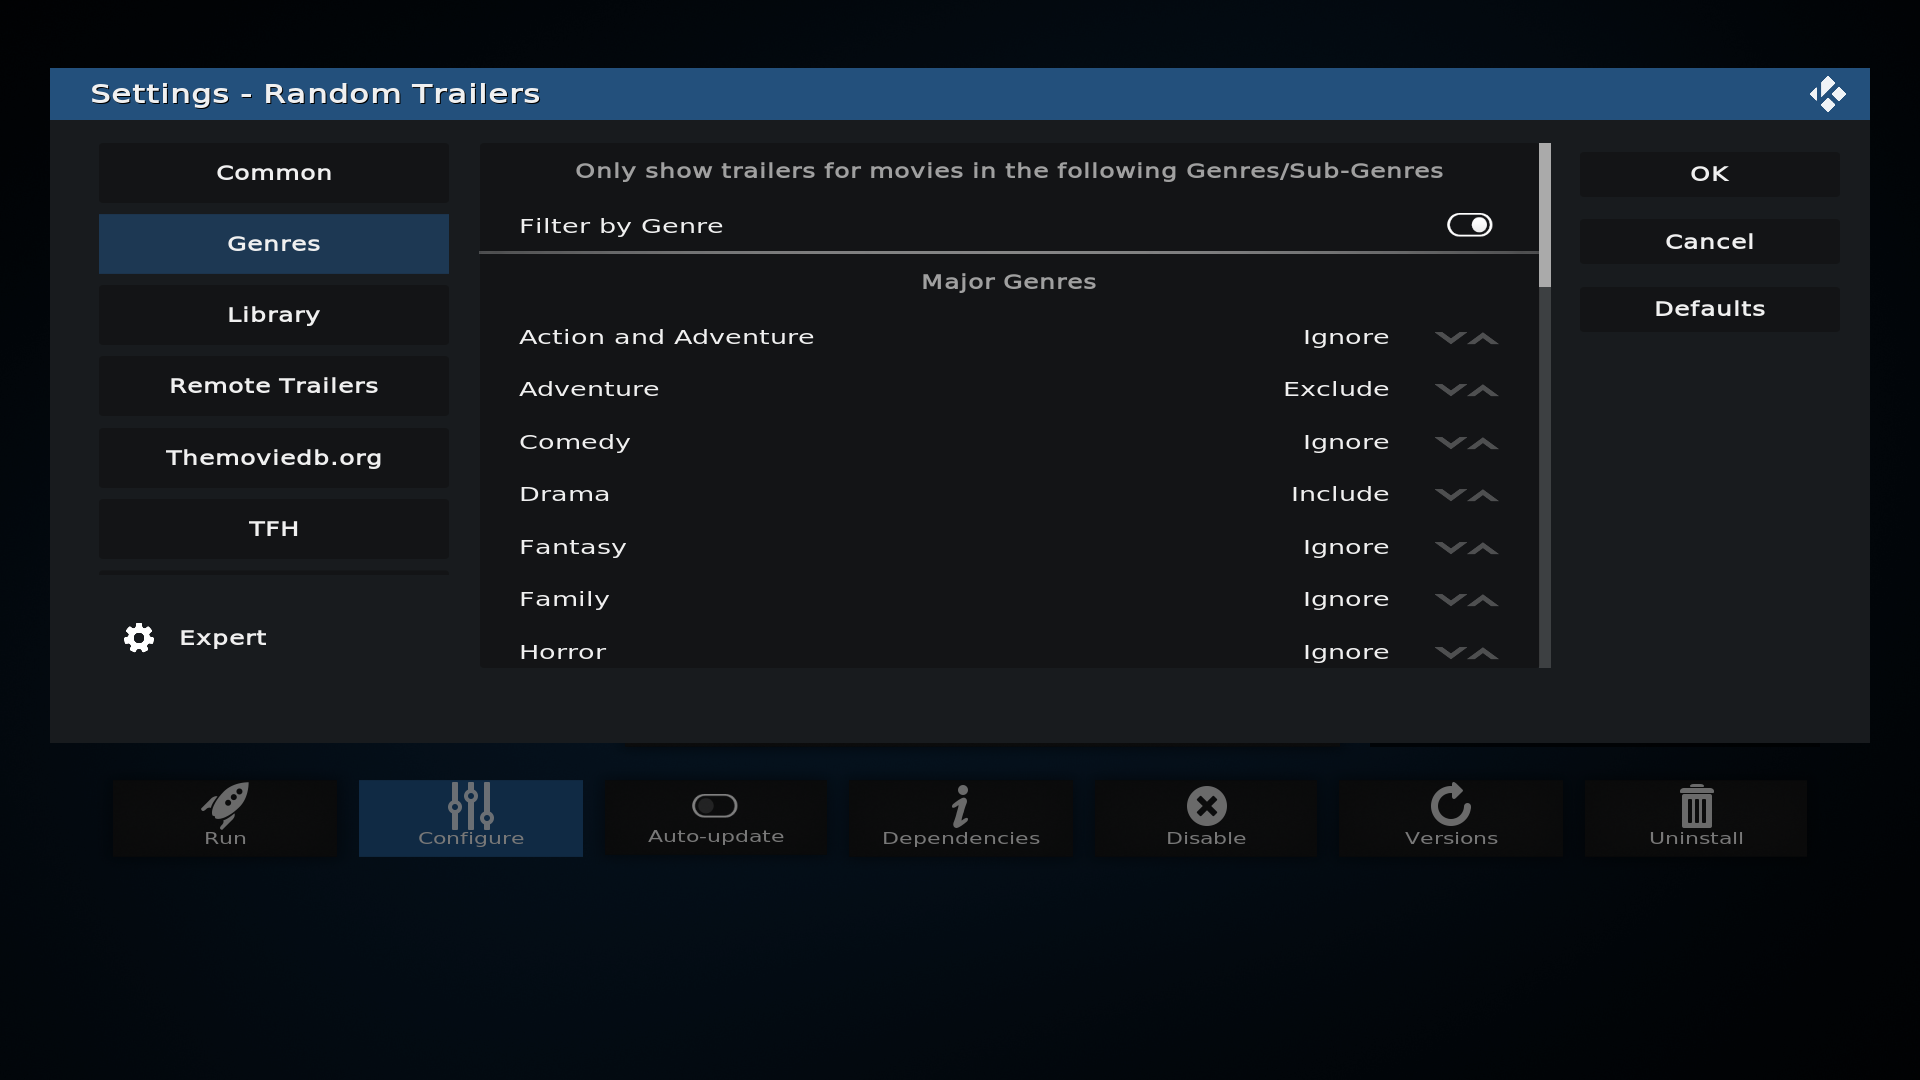 Settings - Random Trailers
Common
Genres
Library
Remote Trailers
Themoviedb.org
TFH
Expert
Only show trailers for movies in the following Genres/Sub-Genres
Filter by Genre
Major Genres
Action and Adventure Ignore
Adventure Exclude
Comedy Ignore
Drama Include
Fantasy Ignore
Family Ignore
Horror Ignore
OK
Cancel
Defaults
Run
Configure
Auto-update
Dependencies
Disable
Versions
Uninstall